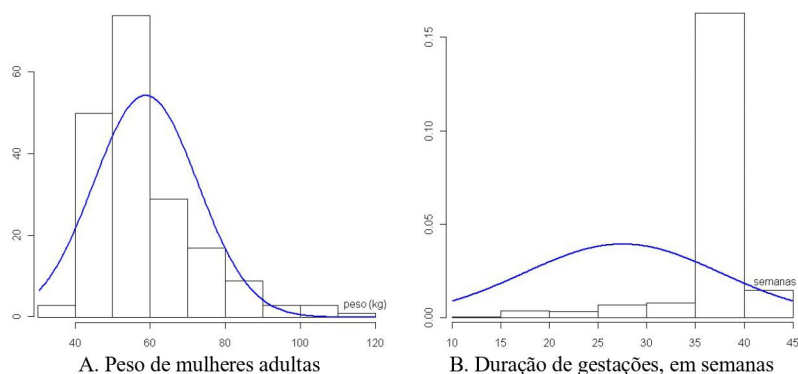 60
40
20
0
peso (kg)
40 60 80 100 120
A. Peso de mulheres adultas
0.15
0.10
0.05
0.00
semanas
10 15 20 25 30 35 40 45
B. Duração de gestações, em semanas